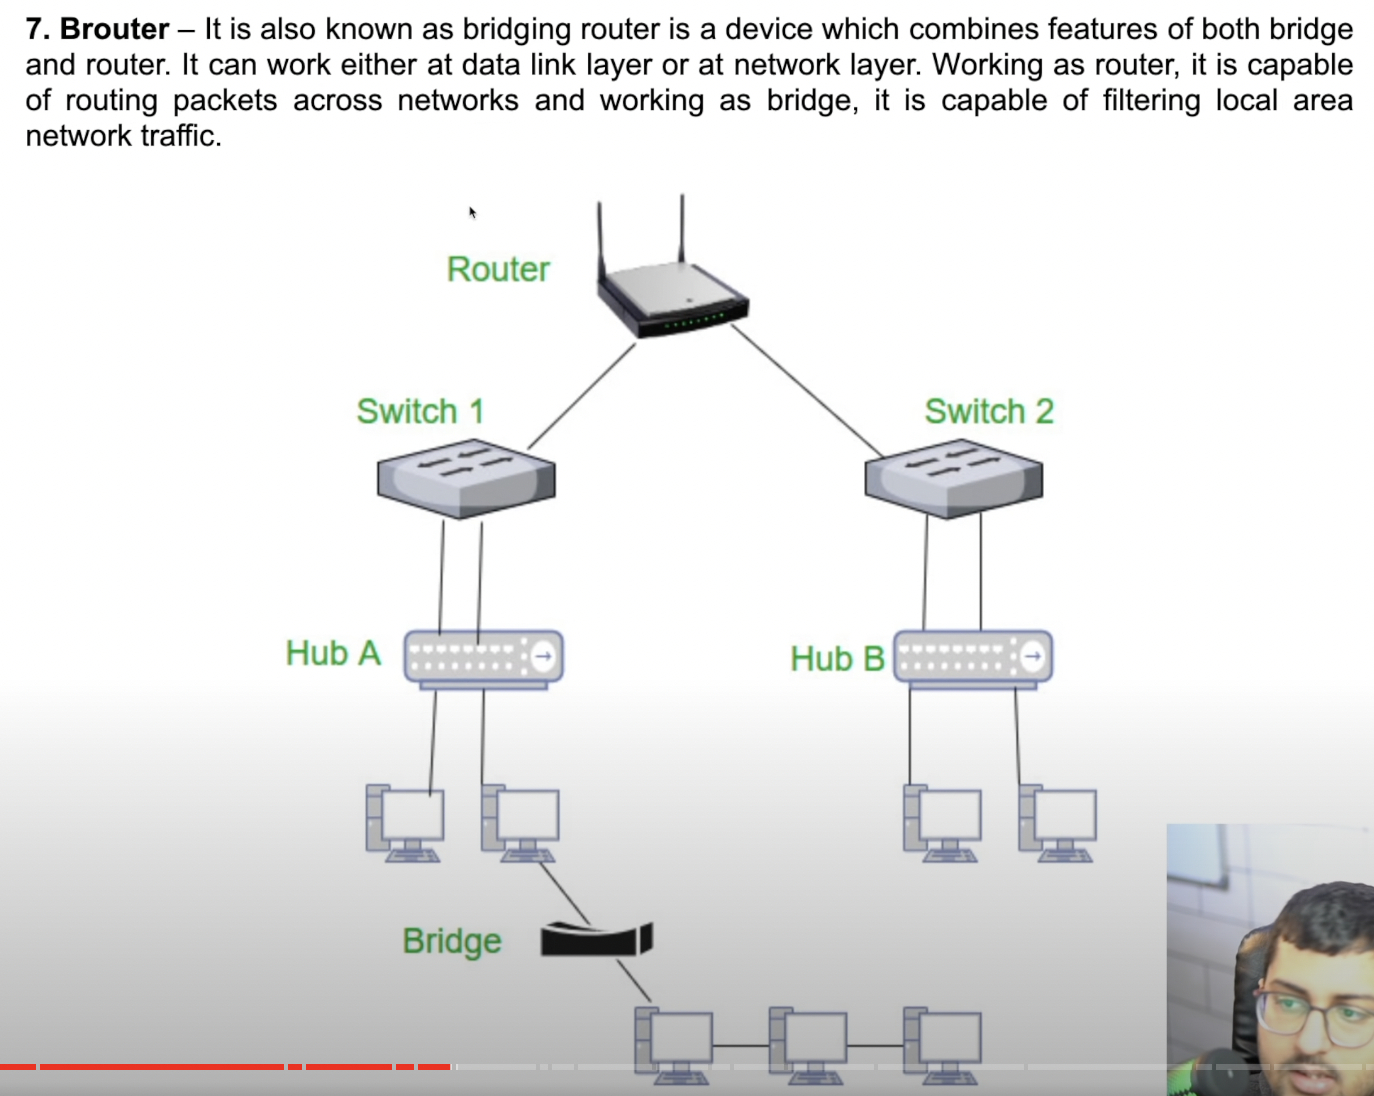 7. Brouter – It is also known as bridging router is a device which combines features of both bridge
and router. It can work either at data link layer or at network layer. Working as router, it is capable
of routing packets across networks and working as bridge, it is capable of filtering local area
network traffic.
Router
Switch 1
Switch 2
Hub A
Hub B
Bridge